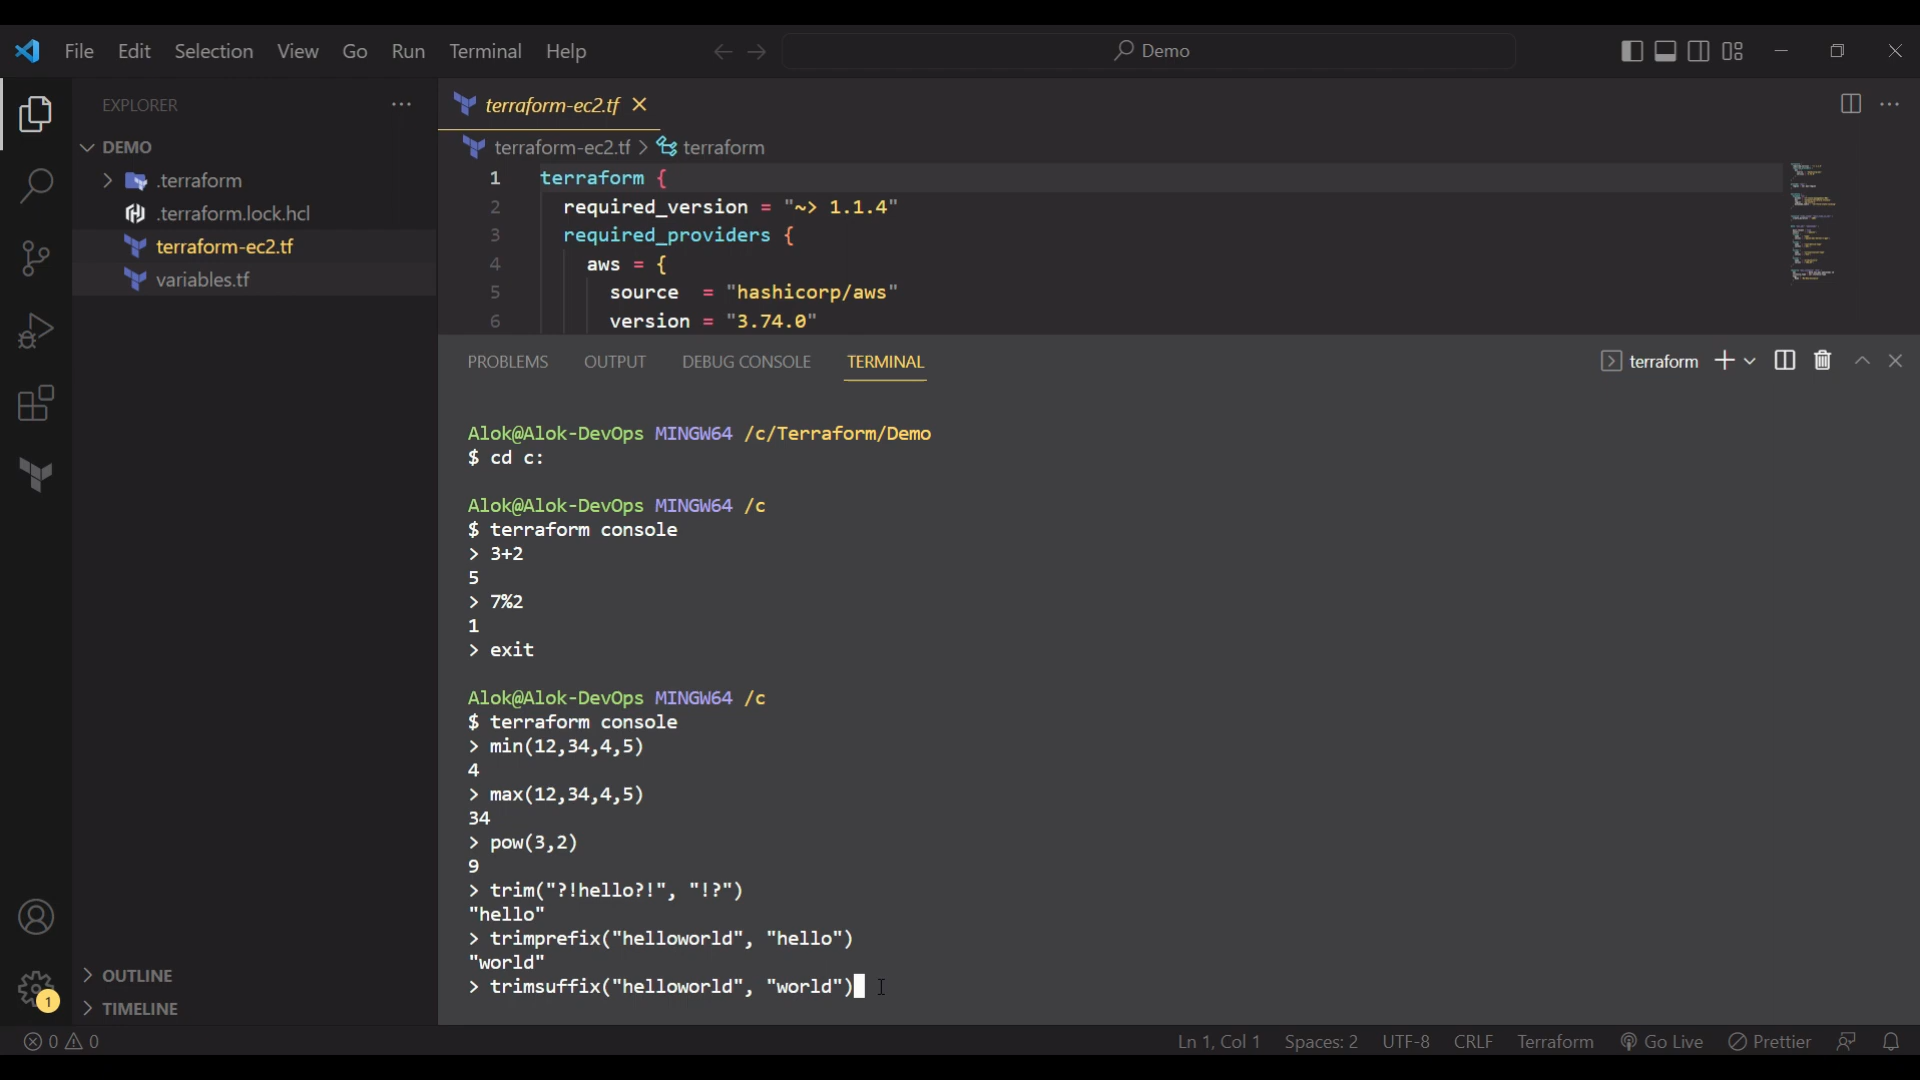 File Edit Selection View Go Run Terminal Help
Demo
EXPLORER
DEMO
.terraform
.terraform.lock.hcl
terraform-ec2.tf
variables.tf
terraform-ec2.tf
terraform-ec2.tf > terraform
1 terraform {
2 required_version = "~> 1.1.4"
3 required_providers {
4 aws = {
5 source = "hashicorp/aws"
6 version = "3.74.0"
PROBLEMS OUTPUT DEBUG CONSOLE TERMINAL
terraform
Alok@Alok-DevOps MINGW64 /c/Terraform/Demo
$ cd c:
Alok@Alok-DevOps MINGW64 /c
$ terraform console
> 3+2
5
> 7%2
1
> exit
Alok@Alok-DevOps MINGW64 /c
$ terraform console
> min(12,34,4,5)
4
> max(12,34,4,5)
34
> pow(3,2)
9
> trim("?!hello?!", "!?")
"hello"
> trimprefix("helloworld", "hello")
"world"
> trimsuffix("helloworld", "world")
1
OUTLINE
TIMELINE
0 0
Ln 1, Col 1 Spaces: 2 UTF-8 CRLF Terraform Go Live Prettier